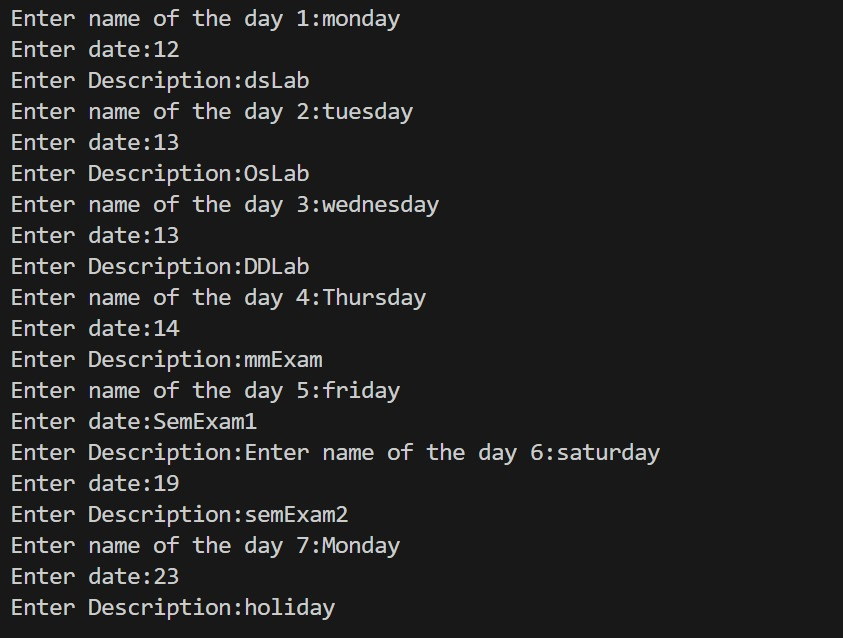 Enter name of the day 1:monday
Enter date:12
Enter Description:dsLab
Enter name of the day 2:tuesday
Enter date:13
Enter Description:OsLab
Enter name of the day 3:wednesday
Enter date:13
Enter Description:DDLab
Enter name of the day 4:Thursday
Enter date:14
Enter Description:mmExam
Enter name of the day 5:friday
Enter date:SemExam1
Enter Description:Enter name of the day 6:saturday
Enter date:19
Enter Description:semExam2
Enter name of the day 7:Monday
Enter date:23
Enter Description:holiday